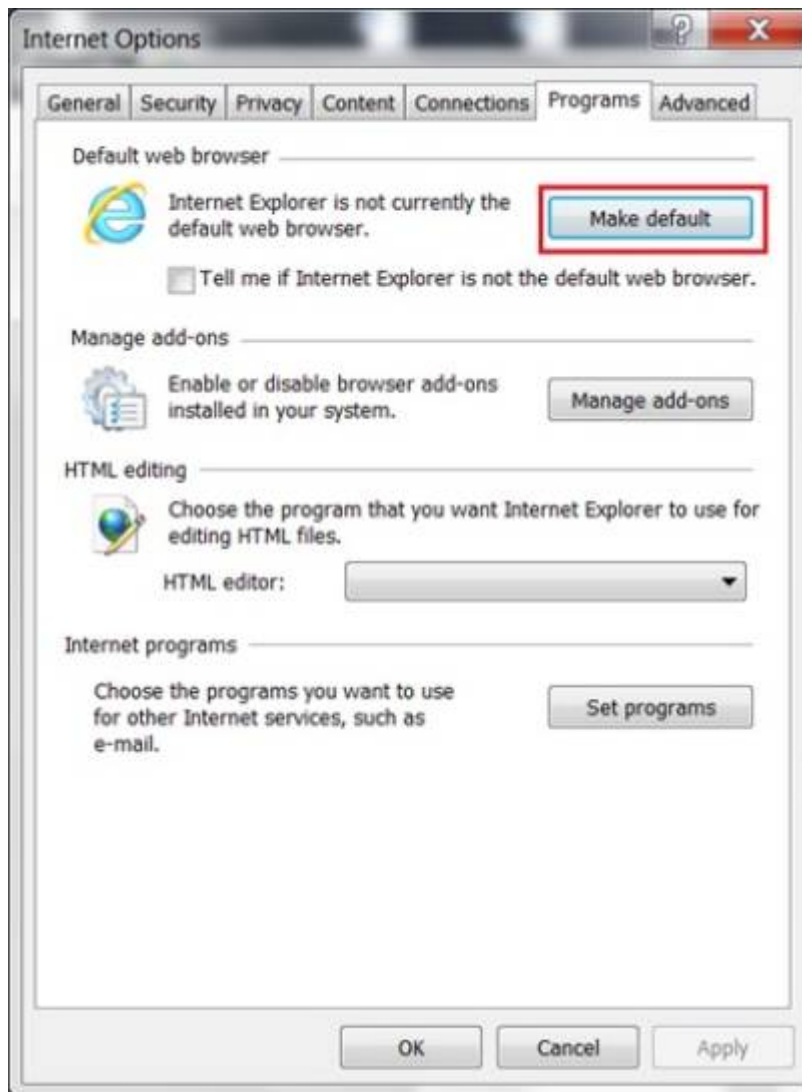 Internet Options
General Security Privacy Content Connections Programs Advanced
Default web browser
Internet Explorer is not currently the
default web browser.
Make default
Tell me if Internet Explorer is not the default web browser.
Manage add-ons
Enable or disable browser add-ons
installed in your system.
Manage add-ons
HTML editing
Choose the program that you want Internet Explorer to use for
editing HTML files.
HTML editor:
Internet programs
Choose the programs you want to use
for other Internet services, such as
e-mail.
Set programs
OK Cancel Apply